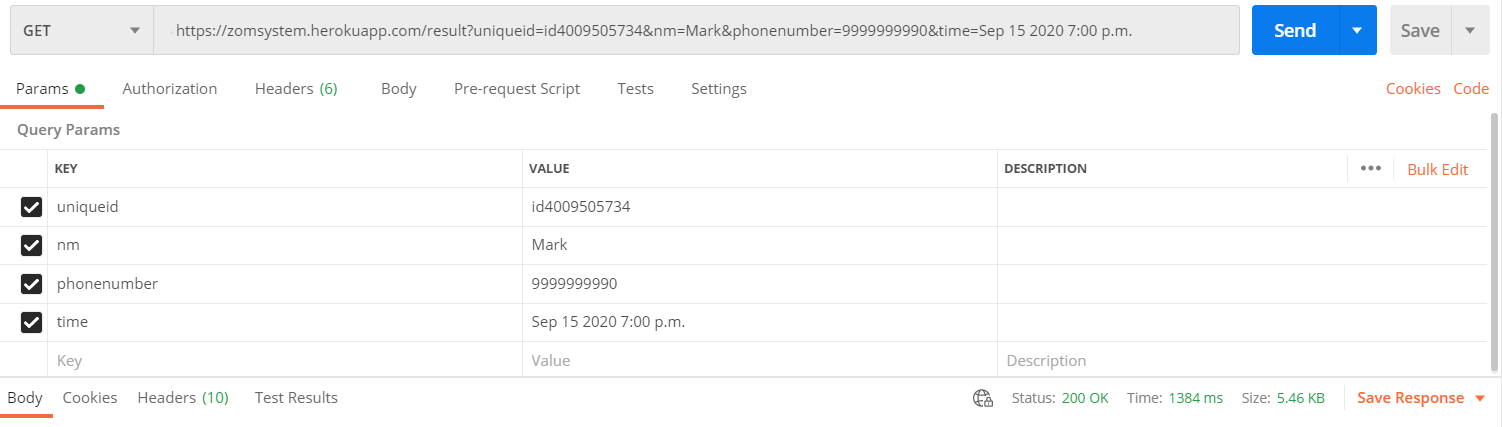 GET https://zomsystem.herokuapp.com/result?uniqueid=id4009505734&nm=Mark&phonenumber=9999999990&time=Sep 15 2020 7:00 p.m. Send Save
Params Authorization Headers (6) Body Pre-request Script Tests Settings Cookies Code
Query Params
KEY VALUE DESCRIPTION ••• Bulk Edit
uniqueid id4009505734
nm Mark
phonenumber 9999999990
time Sep 15 2020 7:00 p.m.
Key Value Description
Body Cookies Headers (10) Test Results Status: 200 OK Time: 1384 ms Size: 5.46 KB Save Response